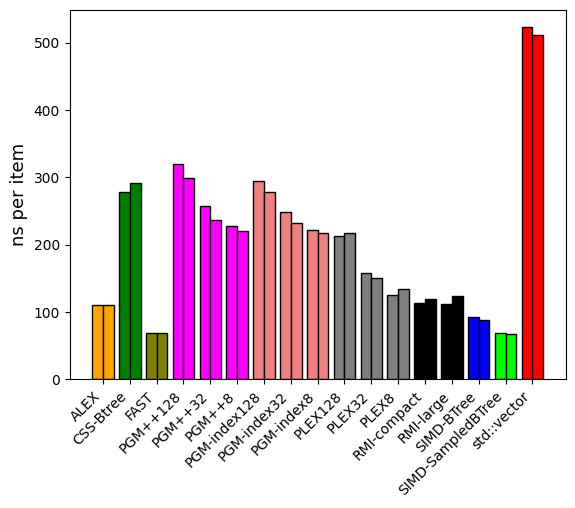 ns per item
500
400
300
200
100
0
ALEX
CSS-Btree
FAST
PGM++128
PGM++32
PGM++8
PGM-index128
PGM-index32
PGM-index8
PLEX128
PLEX32
PLEX8
RMI-compact
RMI-large
SIMD-BTree
SIMD-SampledBTree
std::vector